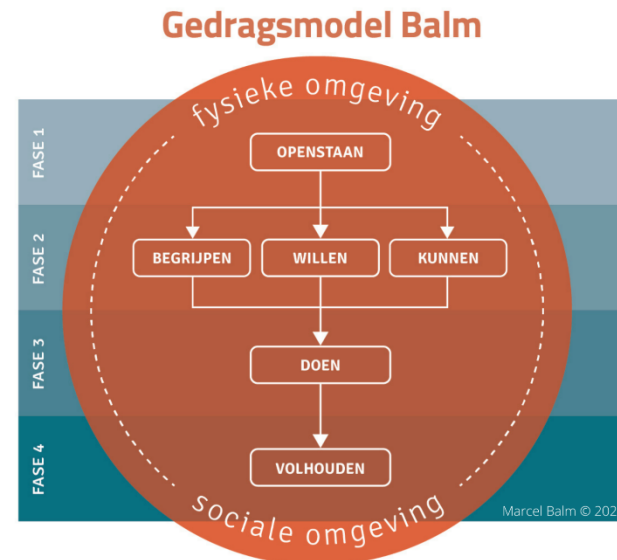 Gedragsmodel Balm
fysieke omgeving
FASE 1
OPENSTAAN
FASE 2
BEGRIJPEN
WILLEN
KUNNEN
FASE 3
DOEN
FASE 4
VOLHOUDEN
sociale omgeving
Marcel Balm © 202